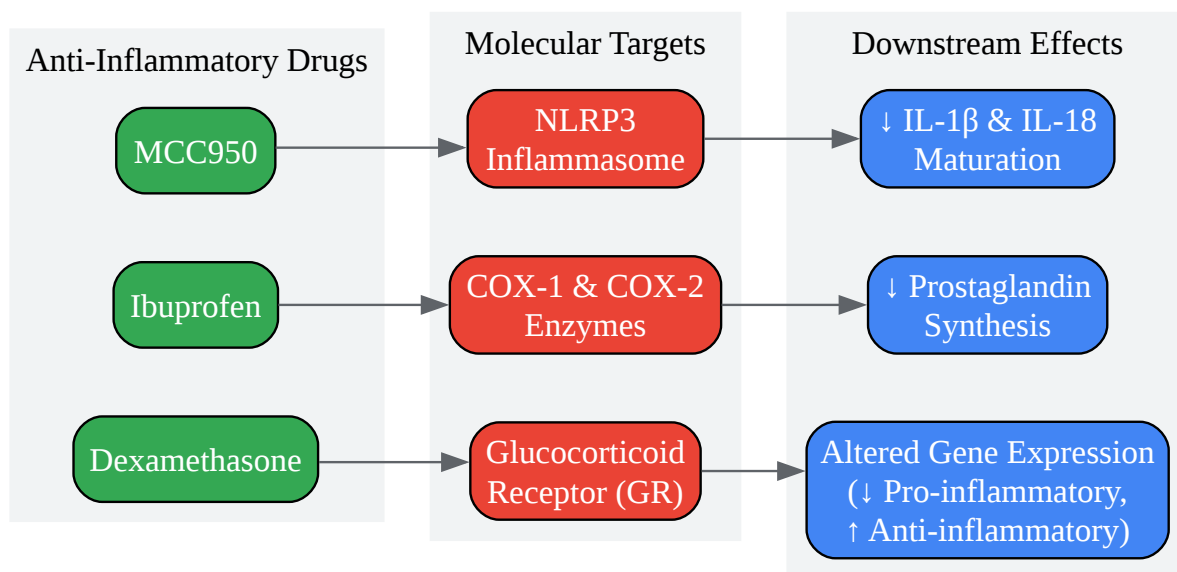 Anti-Inflammatory Drugs
MCC950
Ibuprofen
Dexamethasone
Molecular Targets
NLRP3
Inflammasome
COX-1 & COX-2
Enzymes
Glucocorticoid
Receptor (GR)
Downstream Effects
↓ IL-1β & IL-18
Maturation
↓ Prostaglandin
Synthesis
Altered Gene Expression
(↓ Pro-inflammatory,
↑ Anti-inflammatory)